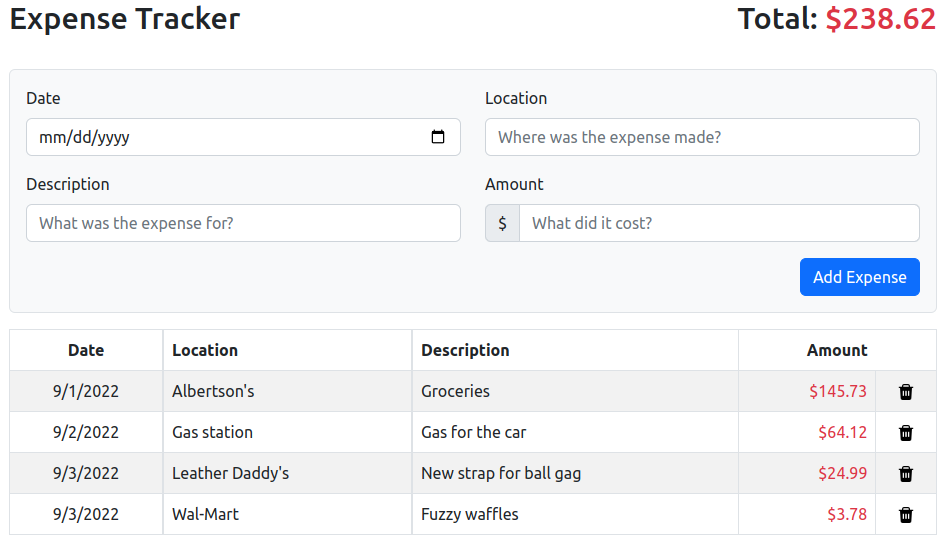 Expense Tracker Total: $238.62
Date Location
mm/dd/yyyy Where was the expense made?
Description Amount
What was the expense for? $ What did it cost?
Add Expense
Date Location Description Amount
9/1/2022 Albertson's Groceries $145.73
9/2/2022 Gas station Gas for the car $64.12
9/3/2022 Leather Daddy's New strap for ball gag $24.99
9/3/2022 Wal-Mart Fuzzy waffles $3.78